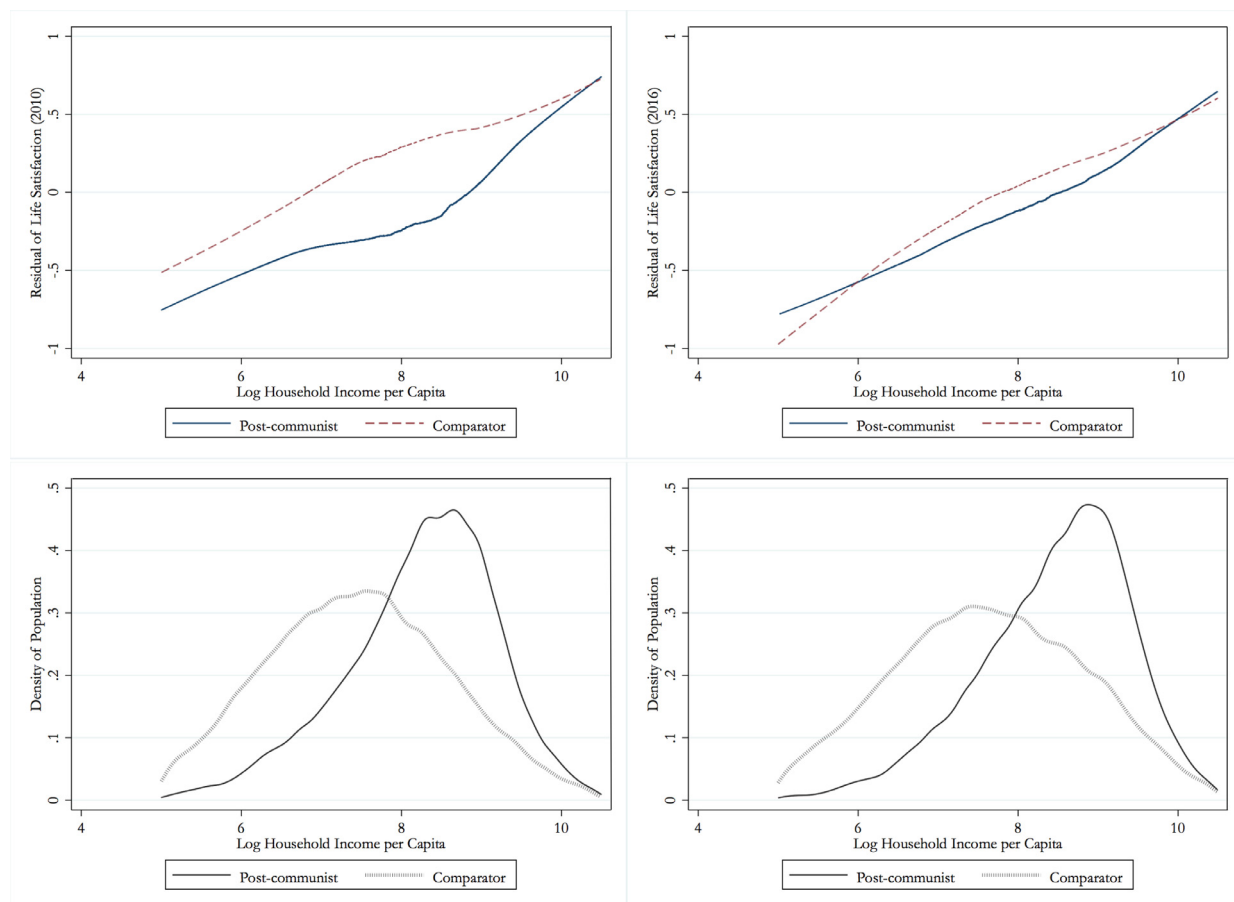 Residual of Life Satisfaction (2010)
1
.5
0
-.5
-1
4 6 8 10
Log Household Income per Capita
Post-communist Comparator
Residual of Life Satisfaction (2016)
1
.5
0
-.5
-1
4 6 8 10
Log Household Income per Capita
Post-communist Comparator
Density of Population
.5
.4
.3
.2
.1
0
4 6 8 10
Log Household Income per Capita
Post-communist Comparator
Density of Population
.5
.4
.3
.2
.1
0
4 6 8 10
Log Household Income per Capita
Post-communist Comparator